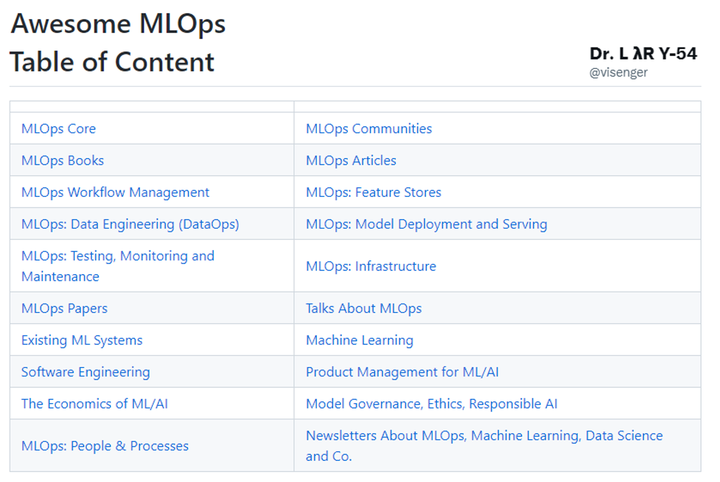 Awesome MLOps
Table of Content
Dr. L λR Y-54
@visenger
MLOps Core
MLOps Communities
MLOps Books
MLOps Articles
MLOps Workflow Management
MLOps: Feature Stores
MLOps: Data Engineering (DataOps)
MLOps: Model Deployment and Serving
MLOps: Testing, Monitoring and
Maintenance
MLOps: Infrastructure
MLOps Papers
Talks About MLOps
Existing ML Systems
Machine Learning
Software Engineering
Product Management for ML/AI
The Economics of ML/AI
Model Governance, Ethics, Responsible AI
MLOps: People & Processes
Newsletters About MLOps, Machine Learning, Data Science
and Co.